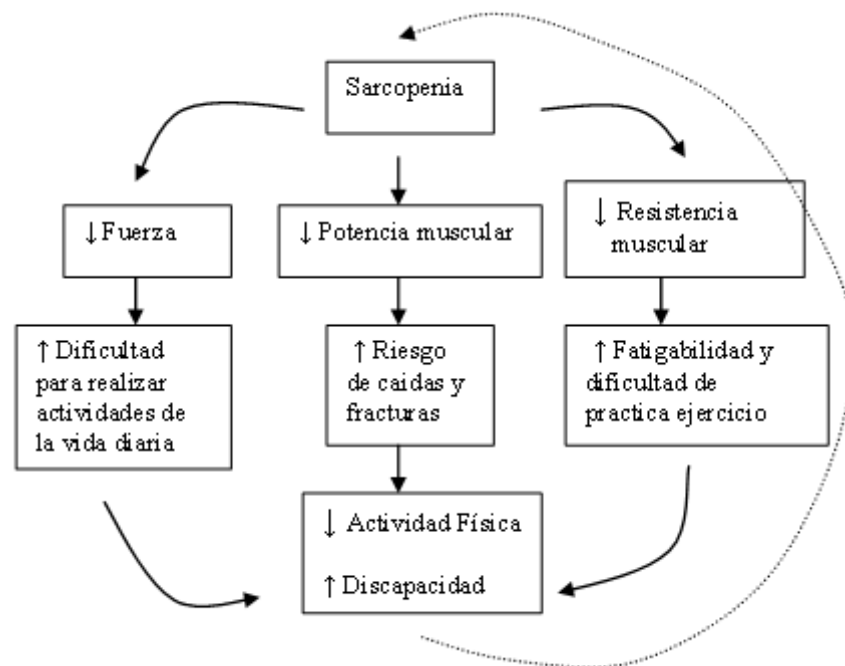 Sarcopenia
↓ Fuerza
↓ Potencia muscular
↓ Resistencia
muscular
↑ Dificultad
para realizar
actividades de
la vida diaria
↑ Riesgo
de caidas y
fracturas
↑ Fatigabilidad y
dificultad de
practica ejercicio
↓ Actividad Física
↑ Discapacidad